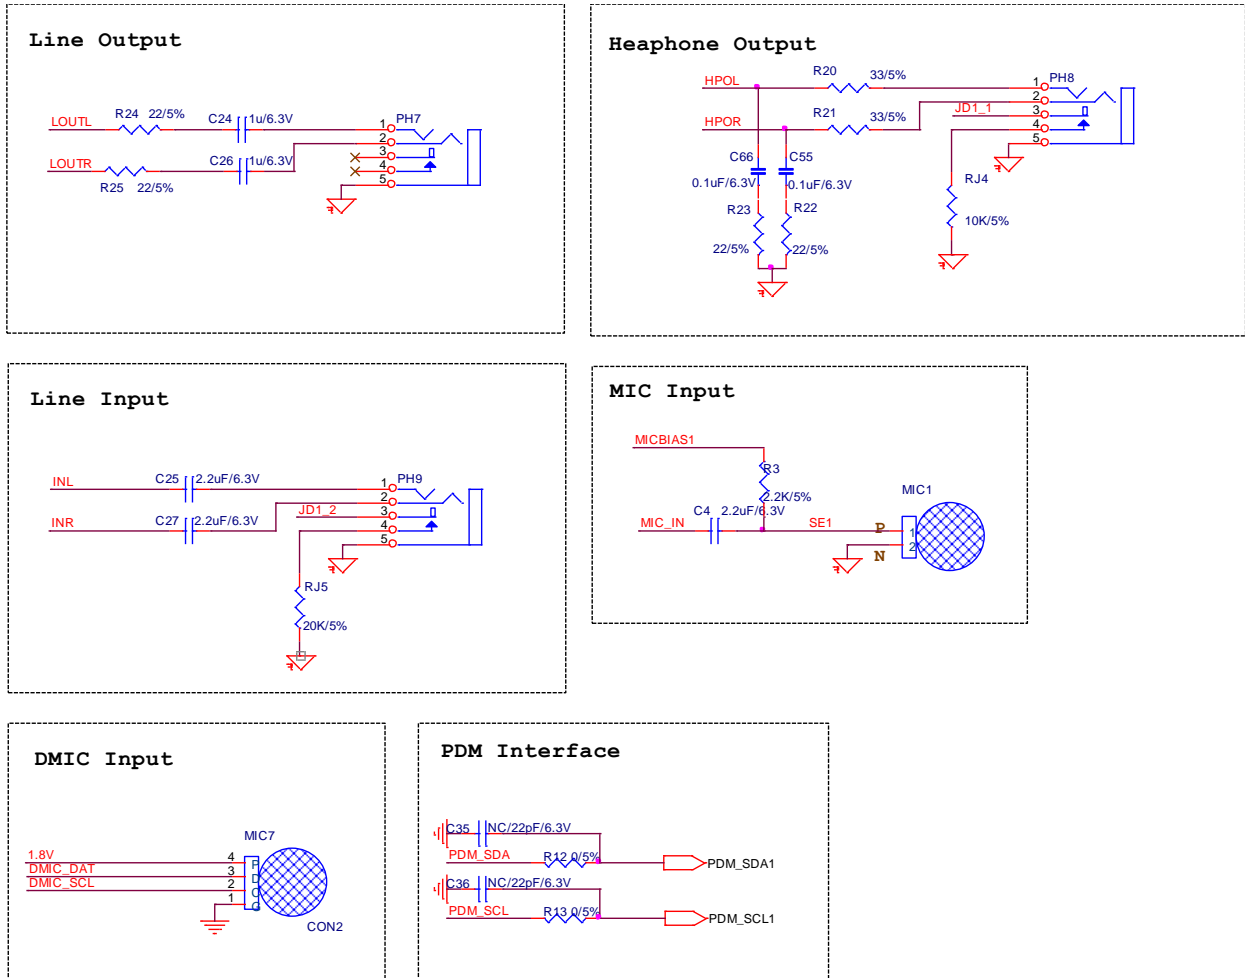 Line Output
R24 22/5%
C24 1u/6.3V
LOUTL
1
PH7
2
C26 1u/6.3V
LOUTR
3
4
R25 22/5%
5
Heaphone Output
R20 33/5%
HPOL
1
PH8
2
R21
JD1_1
3
HPOR
33/5%
4
5
C66
C55
0.1uF/6.3V
0.1uF/6.3V
RJ4
R23
R22
10K/5%
22/5%
22/5%
Line Input
INL
C25 2.2uF/6.3V
1
PH9
2
JD1_2
3
INR
C27 2.2uF/6.3V
4
5
RJ5
20K/5%
MIC Input
MICBIAS1
R3
2.2K/5%
MIC1
C4 2.2uF/6.3V
MIC_IN
SE1
P
1
2
N
DMIC Input
MIC7
1.8V
4
P
DMIC_DAT
3
D
DMIC_SCL
2
C
1
G
CON2
PDM Interface
C35 NC/22pF/6.3V
PDM_SDA
R12 0/5%
PDM_SDA1
C36 NC/22pF/6.3V
PDM_SCL
R13 0/5%
PDM_SCL1